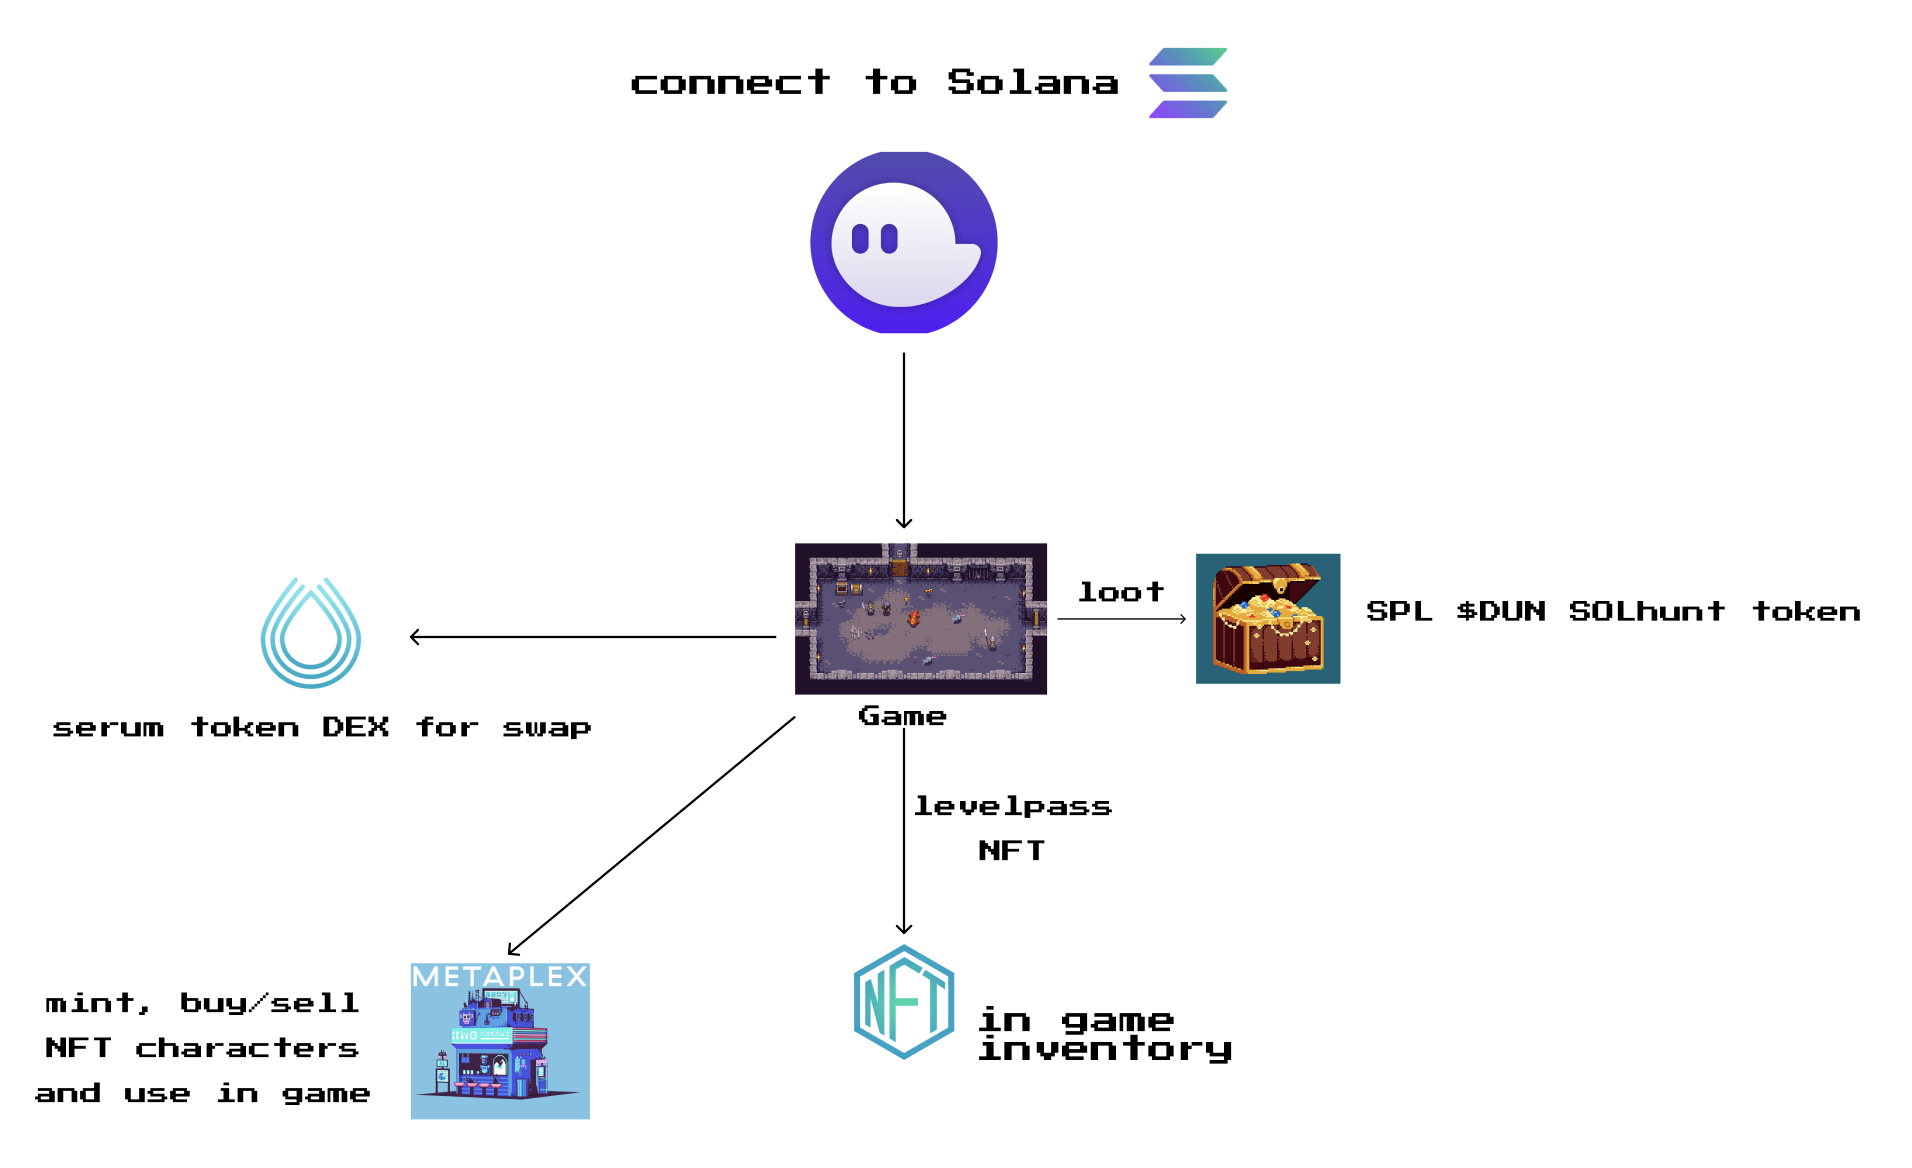 connect to Solana
loot
SPL $DUN SOLhunt token
Game
serum token DEX for swap
levelpass
NFT
METAPLEX
mint, buy/sell
NFT characters
and use in game
NFT
in game
inventory